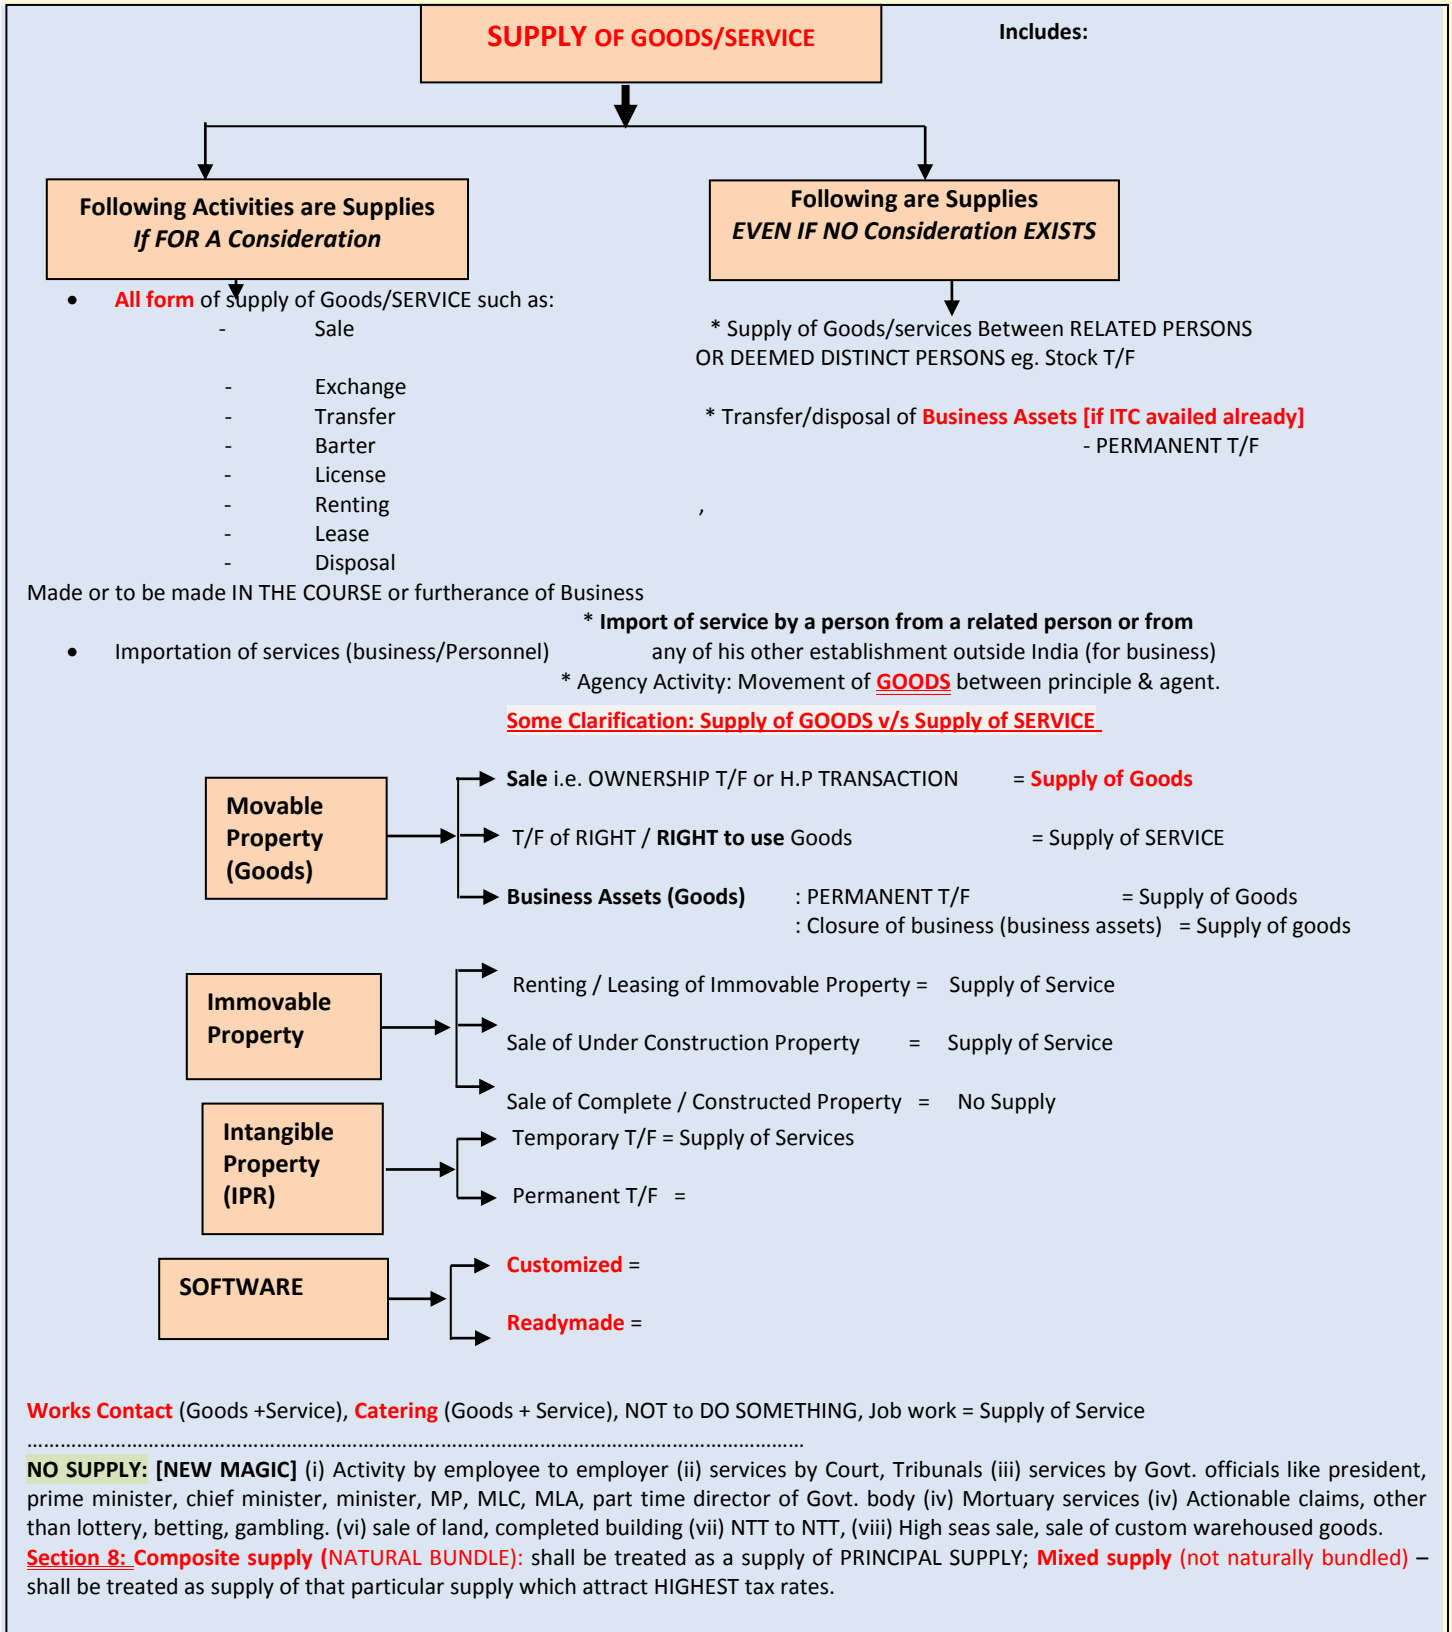 SUPPLY OF GOODS/SERVICE
Includes:
Following Activities are Supplies
If FOR A Consideration
Following are Supplies
EVEN IF NO Consideration EXISTS
• All form of supply of Goods/SERVICE such as:
- Sale
* Supply of Goods/services Between RELATED PERSONS
OR DEEMED DISTINCT PERSONS eg. Stock T/F
- Exchange
- Transfer
* Transfer/disposal of Business Assets [if ITC availed already]
- Barter
- PERMANENT T/F
- License
- Renting
,
- Lease
- Disposal
Made or to be made IN THE COURSE or furtherance of Business
* Import of service by a person from a related person or from
• Importation of services (business/Personnel)
any of his other establishment outside India (for business)
* Agency Activity: Movement of GOODS between principle & agent.
Some Clarification: Supply of GOODS v/s Supply of SERVICE
Movable
Property
(Goods)
Sale i.e. OWNERSHIP T/F or H.P TRANSACTION = Supply of Goods
T/F of RIGHT / RIGHT to use Goods = Supply of SERVICE
Business Assets (Goods) : PERMANENT T/F = Supply of Goods
: Closure of business (business assets) = Supply of goods
Immovable
Property
Renting / Leasing of Immovable Property = Supply of Service
Sale of Under Construction Property = Supply of Service
Sale of Complete / Constructed Property = No Supply
Intangible
Property
(IPR)
Temporary T/F = Supply of Services
Permanent T/F =
SOFTWARE
Customized =
Readymade =
Works Contact (Goods +Service), Catering (Goods + Service), NOT to DO SOMETHING, Job work = Supply of Service
……………………………………………………………………………………………………………………………
NO SUPPLY: [NEW MAGIC] (i) Activity by employee to employer (ii) services by Court, Tribunals (iii) services by Govt. officials like president,
prime minister, chief minister, minister, MP, MLC, MLA, part time director of Govt. body (iv) Mortuary services (iv) Actionable claims, other
than lottery, betting, gambling. (vi) sale of land, completed building (vii) NTT to NTT, (viii) High seas sale, sale of custom warehoused goods.
Section 8: Composite supply (NATURAL BUNDLE): shall be treated as a supply of PRINCIPAL SUPPLY; Mixed supply (not naturally bundled) –
shall be treated as supply of that particular supply which attract HIGHEST tax rates.